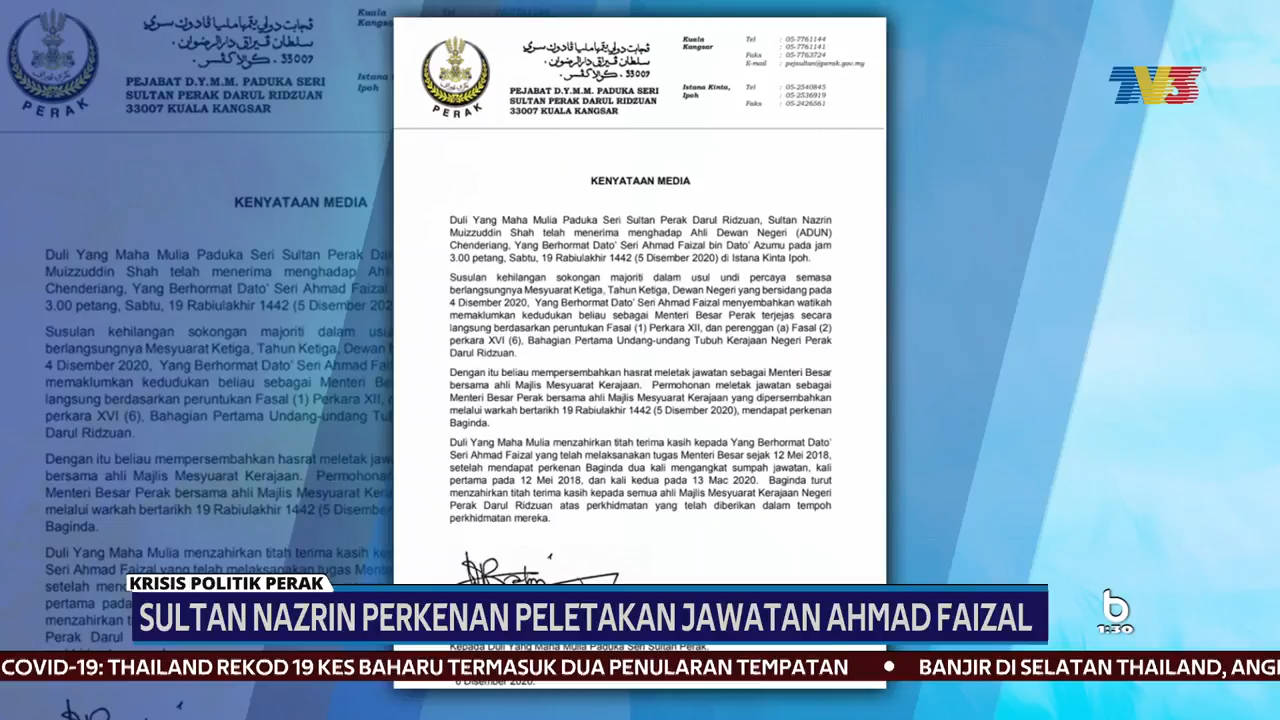 ڤجابت دولي يڠمها مليا ڤادوک سري
سلطان ڤيراق دارالرضوان ،
33007 کوالا کڠسر .
PERAK
PEJABAT D.Y.M.M. PADUKA SERI
SULTAN PERAK DARUL RIDZUAN
33007 KUALA KANGSAR
Kuala Kangsar
Tel : 05-7761144
: 05-7761141
Faks : 05-7763724
E-mail : pejsultan@perak.gov.my
Istana Kinta, Ipoh
Tel : 05-2540845
: 05-2536919
Faks : 05-2426561
TV3
KENYATAAN MEDIA
Duli Yang Maha Mulia Paduka Seri Sultan Perak Darul Ridzuan, Sultan Nazrin
Muizzuddin Shah telah menerima menghadap Ahli Dewan Negeri (ADUN)
Chenderiang, Yang Berhormat Dato' Seri Ahmad Faizal bin Dato' Azumu pada jam
3.00 petang, Sabtu, 19 Rabiulakhir 1442 (5 Disember 2020) di Istana Kinta Ipoh.
Susulan kehilangan sokongan majoriti dalam usul undi percaya semasa
berlangsungnya Mesyuarat Ketiga, Tahun Ketiga, Dewan Negeri yang bersidang pada
4 Disember 2020, Yang Berhormat Dato' Seri Ahmad Faizal menyembahkan watikah
memaklumkan kedudukan beliau sebagai Menteri Besar Perak terjejas secara
langsung berdasarkan peruntukan Fasal (1) Perkara XII, dan perenggan (a) Fasal (2)
perkara XVI (6), Bahagian Pertama Undang-undang Tubuh Kerajaan Negeri Perak
Darul Ridzuan.
Dengan itu beliau mempersembahkan hasrat meletak jawatan sebagai Menteri Besar
bersama ahli Majlis Mesyuarat Kerajaan. Permohonan meletak jawatan sebagai
Menteri Besar Perak bersama ahli Majlis Mesyuarat Kerajaan yang dipersembahkan
melalui warkah bertarikh 19 Rabiulakhir 1442 (5 Disember 2020), mendapat perkenan
Baginda.
Duli Yang Maha Mulia menzahirkan titah terima kasih kepada Yang Berhormat Dato'
Seri Ahmad Faizal yang telah melaksanakan tugas Menteri Besar sejak 12 Mei 2018,
setelah mendapat perkenan Baginda dua kali mengangkat sumpah jawatan, kali
pertama pada 12 Mei 2018, dan kali kedua pada 13 Mac 2020. Baginda turut
menzahirkan titah terima kasih kepada semua ahli Majlis Mesyuarat Kerajaan Negeri
Perak Darul Ridzuan atas perkhidmatan yang telah diberikan dalam tempoh
perkhidmatan mereka.
KRISIS POLITIK PERAK
SULTAN NAZRIN PERKENAN PELETAKAN JAWATAN AHMAD FAIZAL
b
1:30
Kepada Duli Yang Maha Mulia Paduka Seri Sultan Perak.
COVID-19: THAILAND REKOD 19 KES BAHARU TERMASUK DUA PENULARAN TEMPATAN • BANJIR DI SELATAN THAILAND,
Disember 2020.